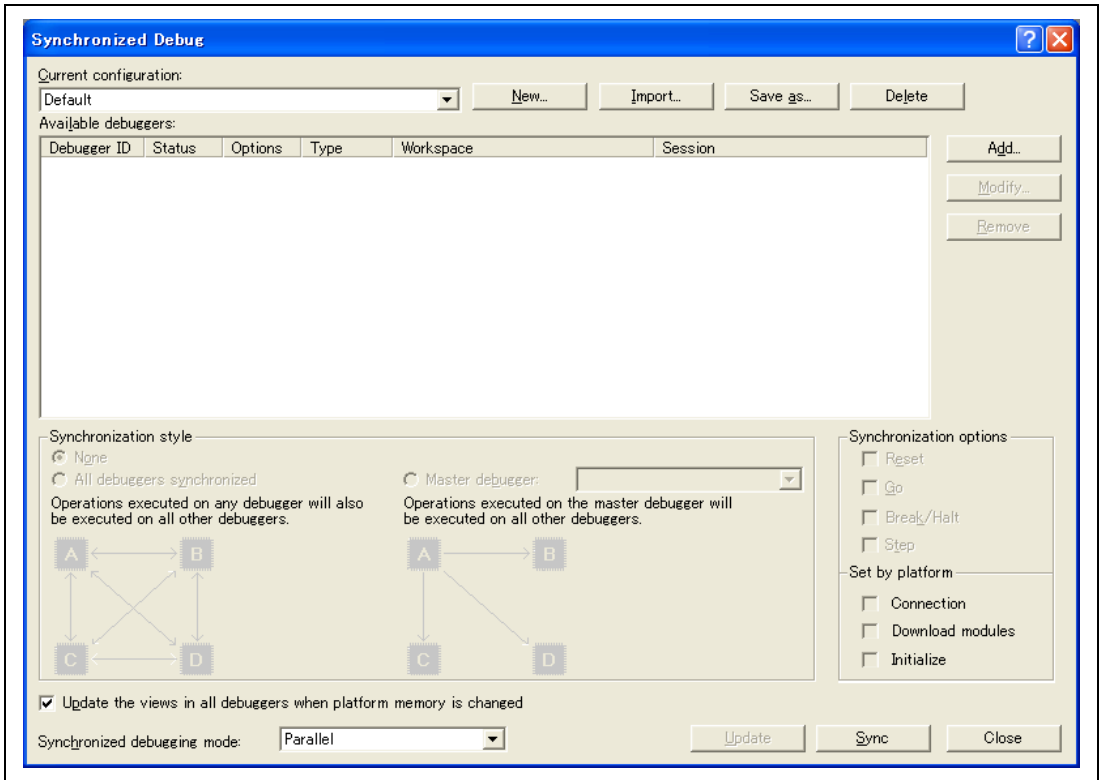 Synchronized Debug
Current configuration:
Default
New...
Import...
Save as...
Delete
Available debuggers:
Debugger ID Status Options Type Workspace Session
Add...
Modify...
Remove
Synchronization style
None
All debuggers synchronized
Master debugger:
Operations executed on any debugger will also
be executed on all other debuggers.
Operations executed on the master debugger will
be executed on all other debuggers.
A B
C D
A B
C D
Synchronization options
Reset
Go
Break/Halt
Step
Set by platform
Connection
Download modules
Initialize
Update the views in all debuggers when platform memory is changed
Synchronized debugging mode: Parallel
Update
Sync
Close